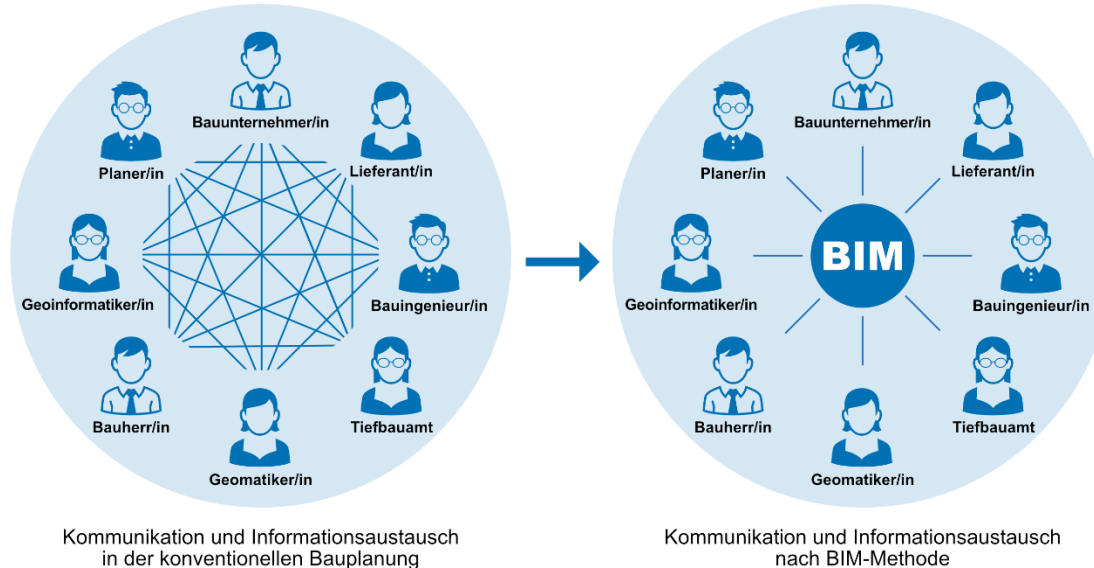 Bauunternehmer/in
Planer/in
Lieferant/in
Geoinformatiker/in
Bauingenieur/in
Bauherr/in
Tiefbauamt
Geomatiker/in
Kommunikation und Informationsaustausch
in der konventionellen Bauplanung
Bauunternehmer/in
Planer/in
Lieferant/in
BIM
Geoinformatiker/in
Bauingenieur/in
Bauherr/in
Tiefbauamt
Geomatiker/in
Kommunikation und Informationsaustausch
nach BIM-Methode